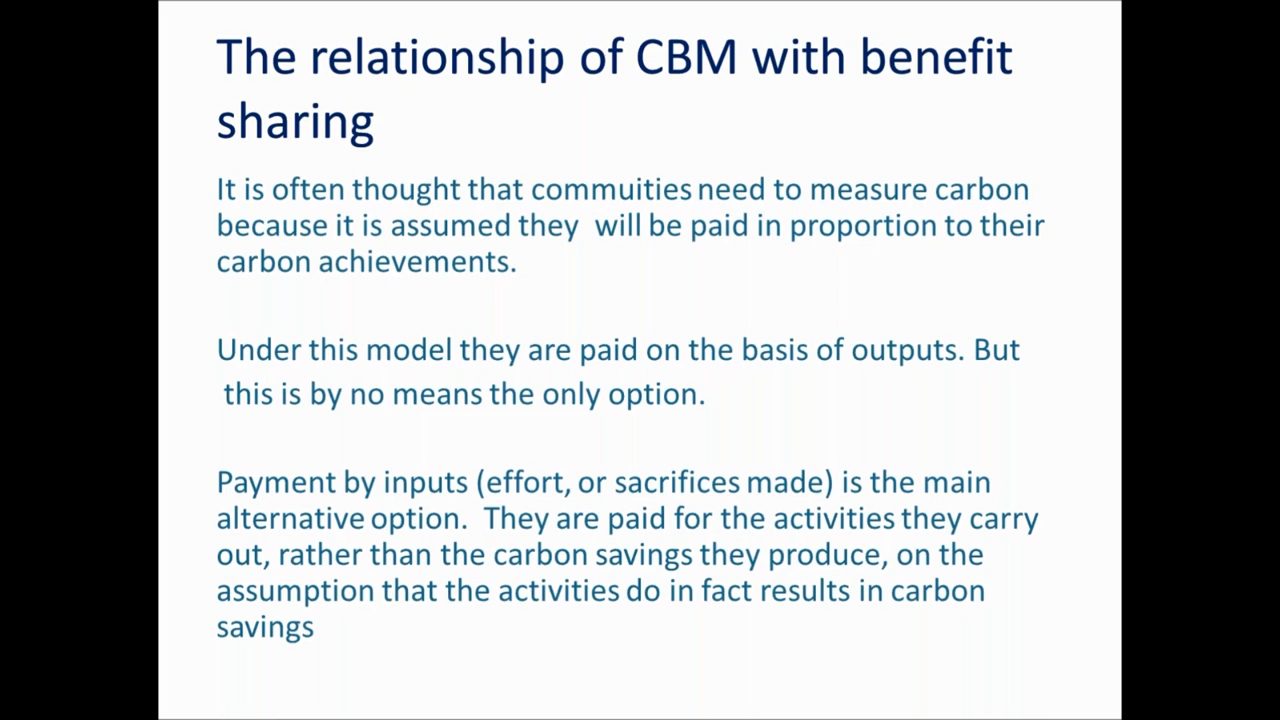 The relationship of CBM with benefit
sharing
It is often thought that commuities need to measure carbon
because it is assumed they will be paid in proportion to their
carbon achievements.
Under this model they are paid on the basis of outputs. But
this is by no means the only option.
Payment by inputs (effort, or sacrifices made) is the main
alternative option. They are paid for the activities they carry
out, rather than the carbon savings they produce, on the
assumption that the activities do in fact results in carbon
savings